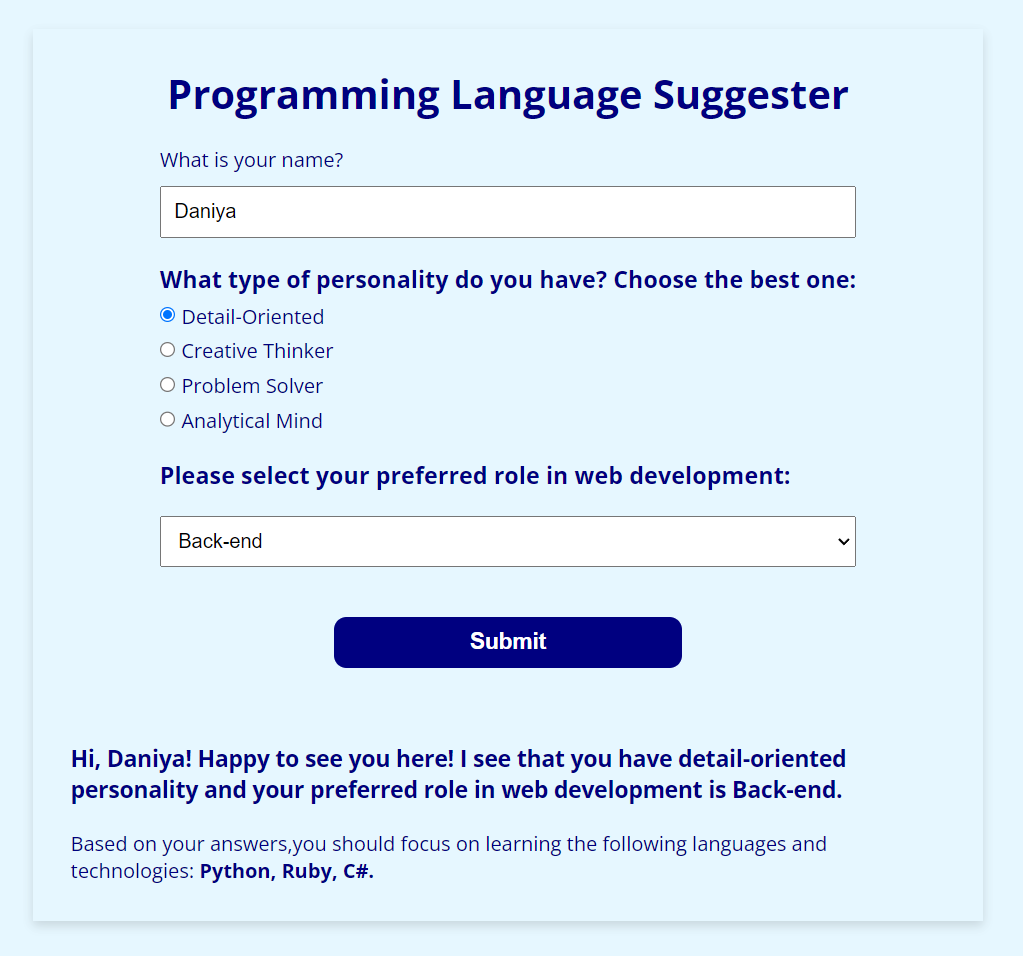 Programming Language Suggester
What is your name?
Daniya
What type of personality do you have? Choose the best one:
Detail-Oriented
Creative Thinker
Problem Solver
Analytical Mind
Please select your preferred role in web development:
Back-end
Submit
Hi, Daniya! Happy to see you here! I see that you have detail-oriented
personality and your preferred role in web development is Back-end.
Based on your answers,you should focus on learning the following languages and
technologies: Python, Ruby, C#.